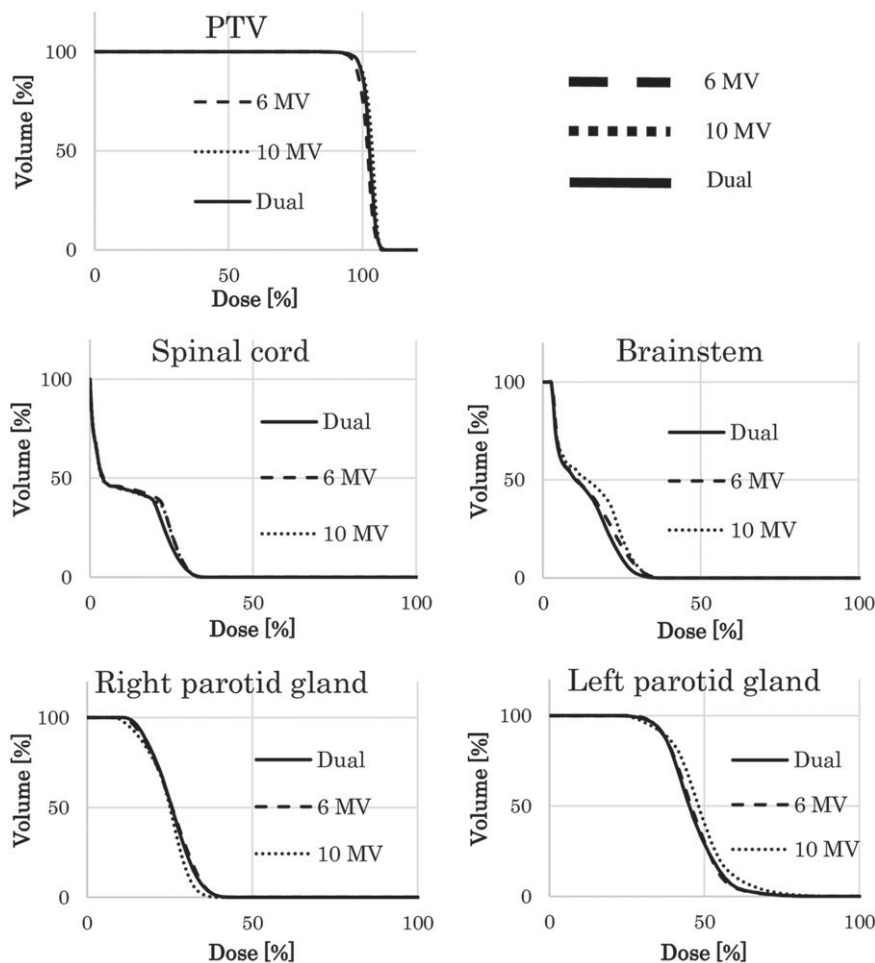 PTV
100
50
0
Volume [%]
6 MV
10 MV
Dual
0 50 100
Dose [%]
6 MV
10 MV
Dual
Spinal cord
100
50
0
Volume [%]
Dual
6 MV
10 MV
0 50 100
Dose [%]
Brainstem
100
50
0
Volume [%]
Dual
6 MV
10 MV
0 50 100
Dose [%]
Right parotid gland
100
50
0
Volume [%]
Dual
6 MV
10 MV
0 50 100
Dose [%]
Left parotid gland
100
50
0
Volume [%]
Dual
6 MV
10 MV
0 50 100
Dose [%]